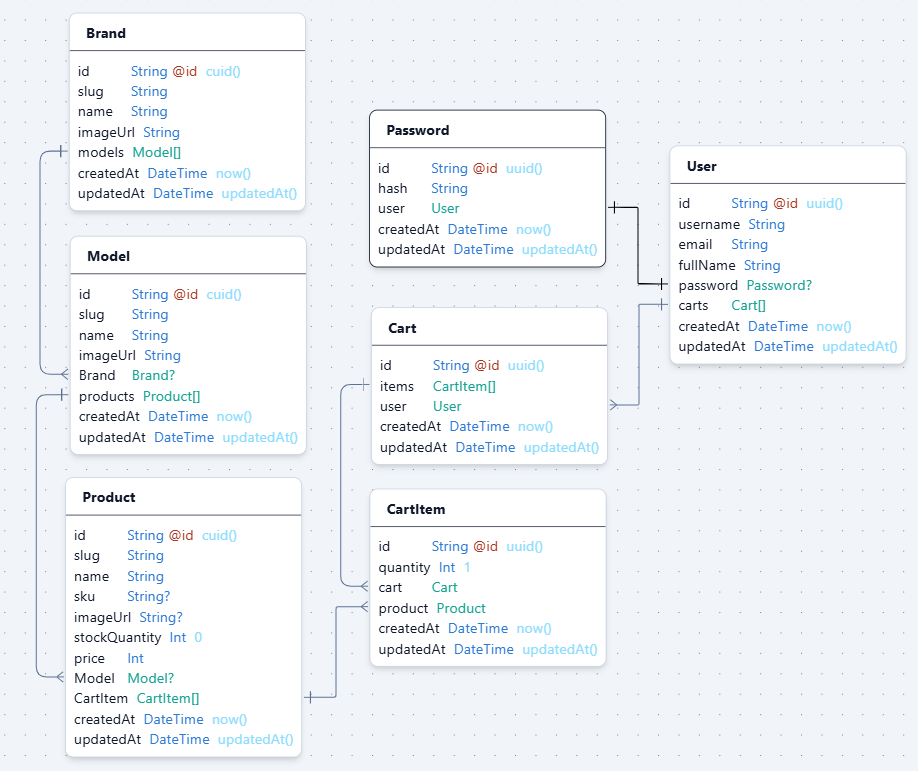 Brand
id String @id cuid()
slug String
name String
imageUrl String
models Model[]
createdAt DateTime now()
updatedAt DateTime updatedAt()
Model
id String @id cuid()
slug String
name String
imageUrl String
Brand Brand?
products Product[]
createdAt DateTime now()
updatedAt DateTime updatedAt()
Product
id String @id cuid()
slug String
name String
sku String?
imageUrl String?
stockQuantity Int 0
price Int
Model Model?
CartItem CartItem[]
createdAt DateTime now()
updatedAt DateTime updatedAt()
Password
id String @id uuid()
hash String
user User
createdAt DateTime now()
updatedAt DateTime updatedAt()
Cart
id String @id uuid()
items CartItem[]
user User
createdAt DateTime now()
updatedAt DateTime updatedAt()
CartItem
id String @id uuid()
quantity Int 1
cart Cart
product Product
createdAt DateTime now()
updatedAt DateTime updatedAt()
User
id String @id uuid()
username String
email String
fullName String
password Password?
carts Cart[]
createdAt DateTime now()
updatedAt DateTime updatedAt()